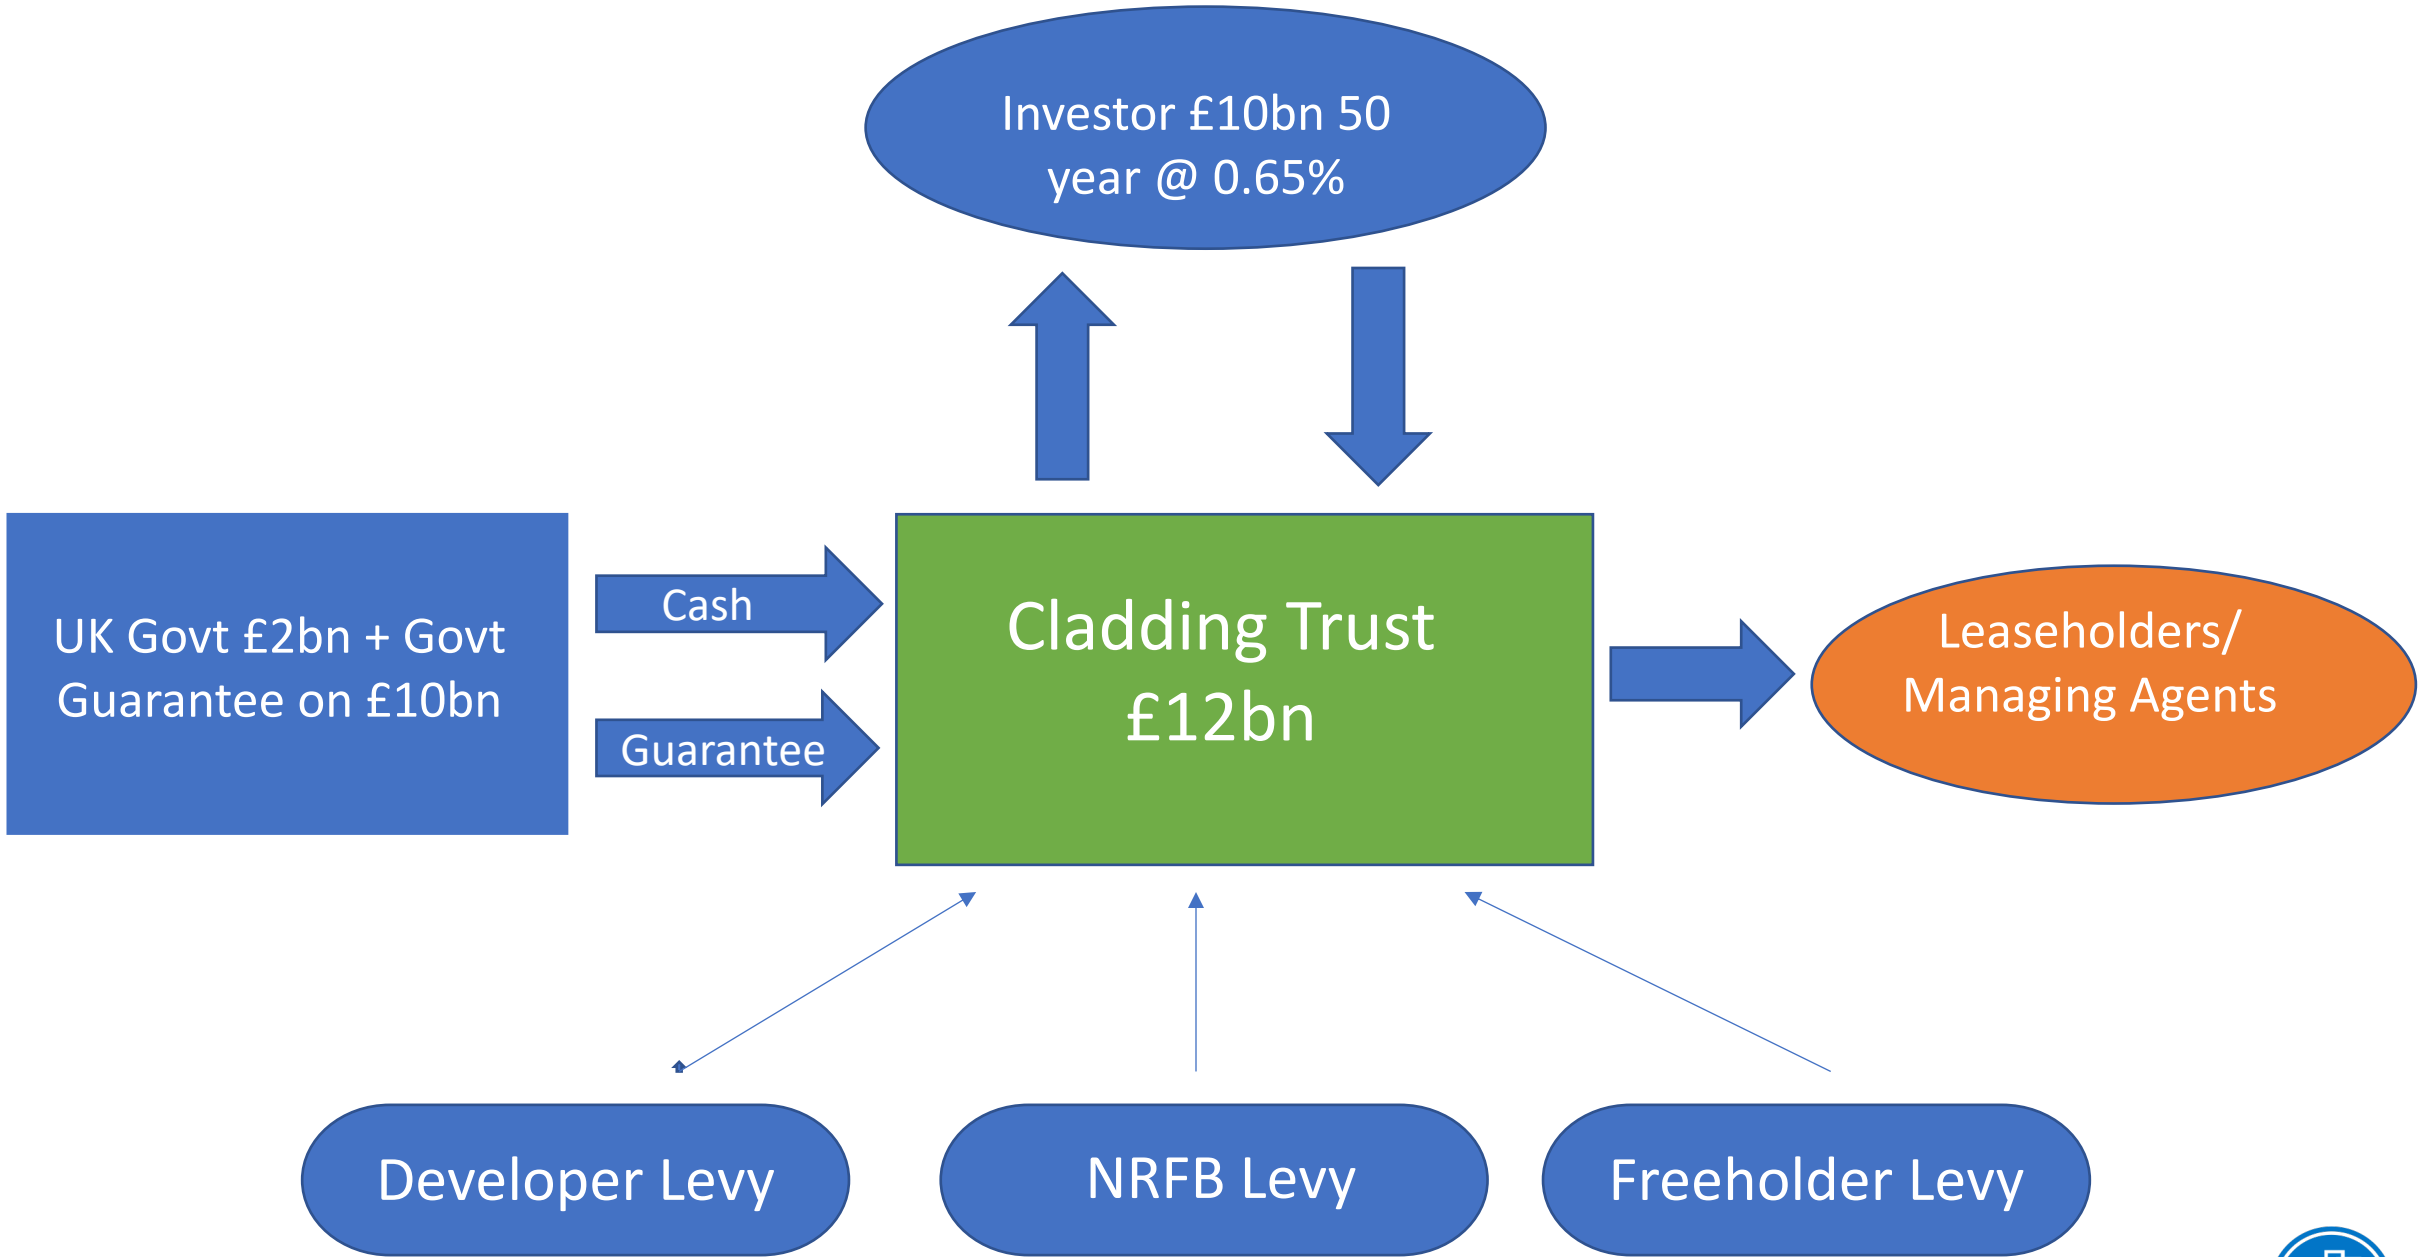 Investor £10bn 50
year @ 0.65%
UK Govt £2bn + Govt
Guarantee on £10bn
Cash
Guarantee
Cladding Trust
£12bn
Leaseholders/
Managing Agents
Developer Levy
NRFB Levy
Freeholder Levy